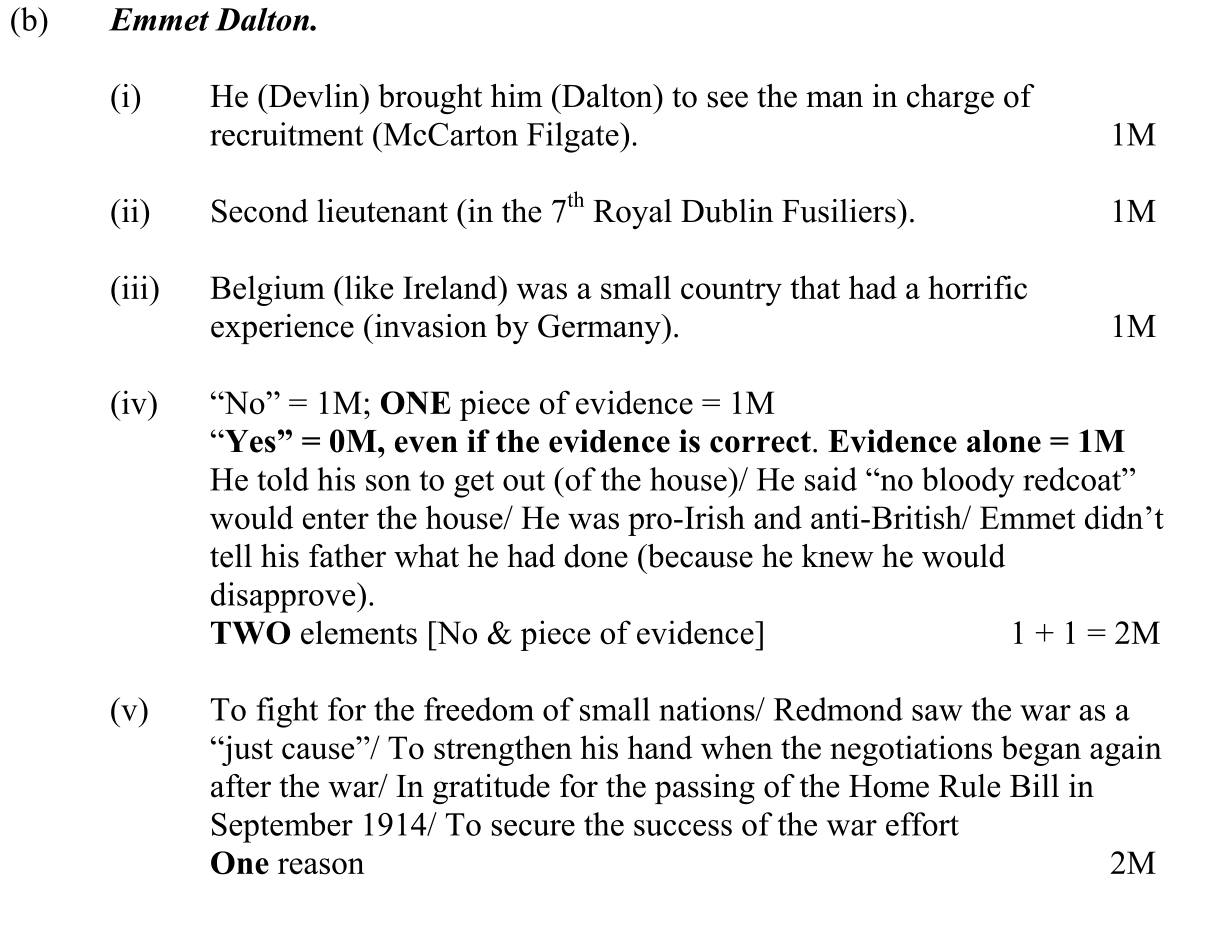 (b) Emmet Dalton.
(i) He (Devlin) brought him (Dalton) to see the man in charge of
recruitment (McCarton Filgate). 1M
(ii) Second lieutenant (in the 7th Royal Dublin Fusiliers). 1M
(iii) Belgium (like Ireland) was a small country that had a horrific
experience (invasion by Germany). 1M
(iv) “No” = 1M; ONE piece of evidence = 1M
“Yes” = 0M, even if the evidence is correct. Evidence alone = 1M
He told his son to get out (of the house)/ He said “no bloody redcoat”
would enter the house/ He was pro-Irish and anti-British/ Emmet didn’t
tell his father what he had done (because he knew he would
disapprove).
TWO elements [No & piece of evidence] 1 + 1 = 2M
(v) To fight for the freedom of small nations/ Redmond saw the war as a
“just cause”/ To strengthen his hand when the negotiations began again
after the war/ In gratitude for the passing of the Home Rule Bill in
September 1914/ To secure the success of the war effort
One reason 2M